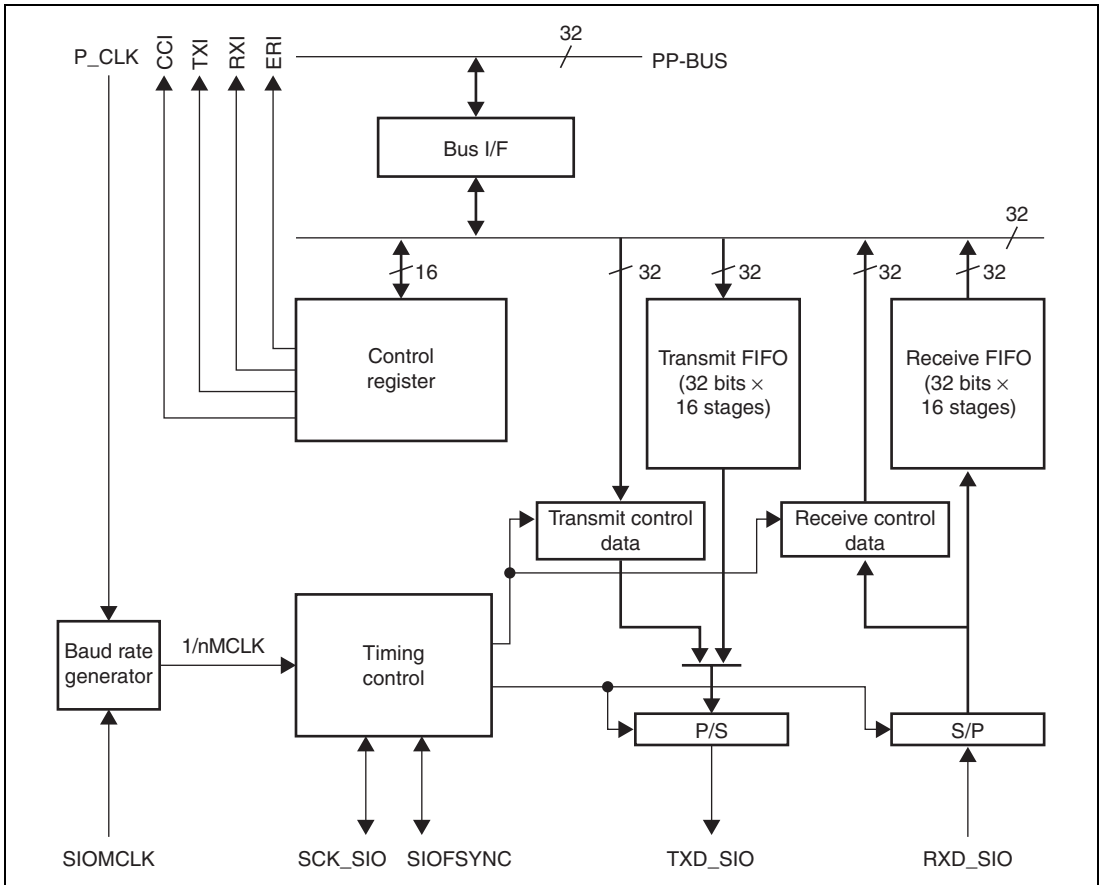 P_CLK
CCI
TXI
RXI
ERI
32
PP-BUS
Bus I/F
32
16
32
32
32
32
Control
register
Transmit FIFO
(32 bits ×
16 stages)
Receive FIFO
(32 bits ×
16 stages)
Transmit control
data
Receive control
data
Baud rate
generator
1/nMCLK
Timing
control
P/S
S/P
SIOMCLK
SCK_SIO
SIOFSYNC
TXD_SIO
RXD_SIO